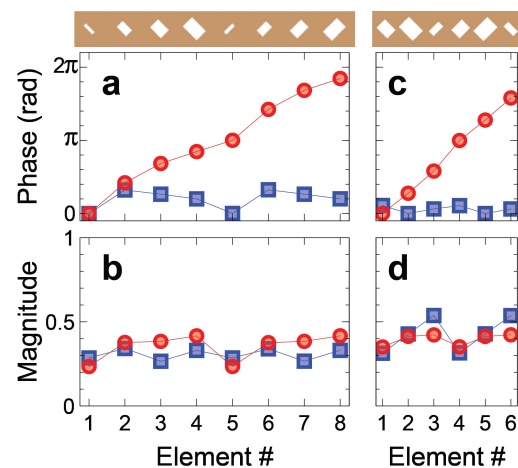 a
c
2π
π
0
Phase (rad)
b
d
1
0.5
0
Magnitude
1 2 3 4 5 6 7 8
1 2 3 4 5 6
Element #
Element #